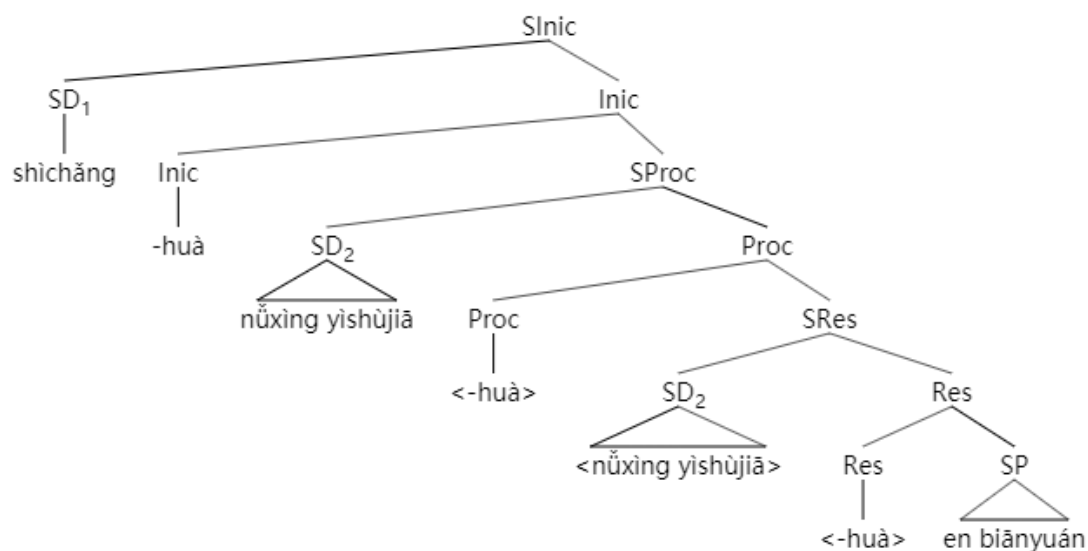 SInic
SD₁ Inic
shìchǎng Inic SProc
-huà SD₂ Proc
nǚxìng yìshùjiā Proc SRes
<-huà> SD₂ Res
<nǚxìng yìshùjiā> Res SP
<-huà> en biānyuán